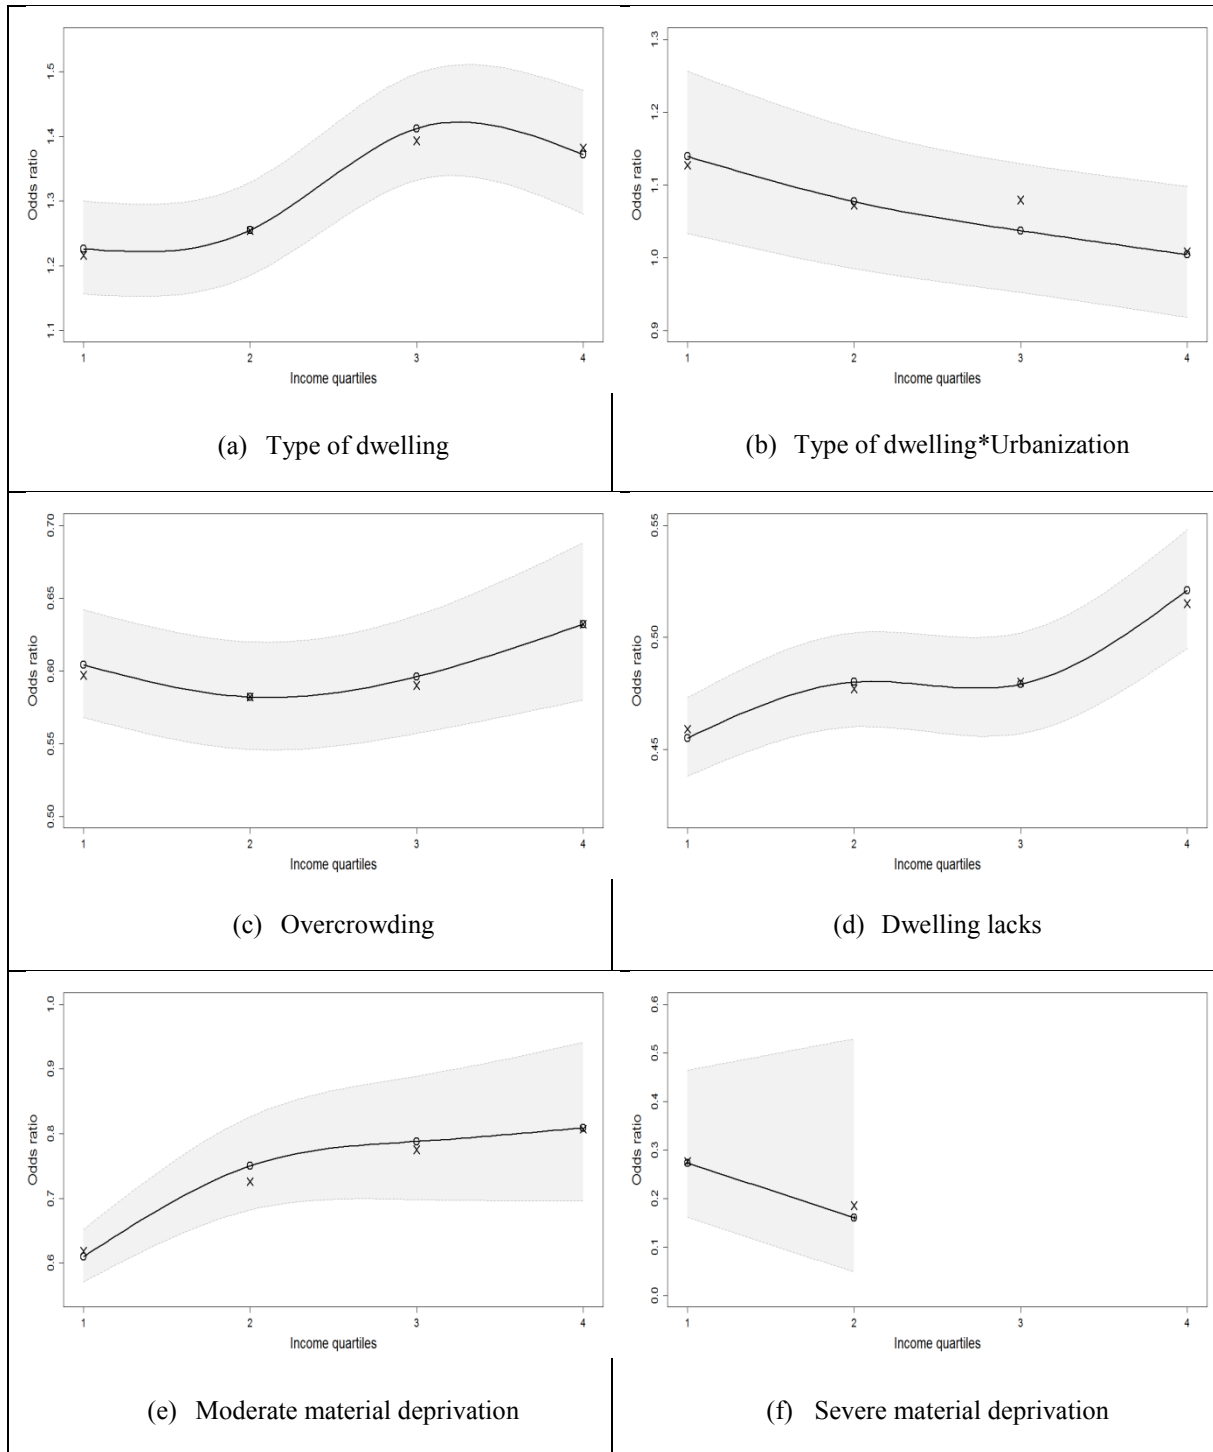 1.5
1.4
1.3
1.2
1.1
Odds ratio
1 2 3 4
Income quartiles
(a) Type of dwelling
1.3
1.2
1.1
1.0
0.9
Odds ratio
1 2 3 4
Income quartiles
(b) Type of dwelling*Urbanization
0.70
0.65
0.60
0.55
0.50
Odds ratio
1 2 3 4
Income quartiles
(c) Overcrowding
0.55
0.50
0.45
Odds ratio
1 2 3 4
Income quartiles
(d) Dwelling lacks
1.0
0.9
0.8
0.7
0.6
Odds ratio
1 2 3 4
Income quartiles
(e) Moderate material deprivation
0.6
0.5
0.4
0.3
0.2
0.1
0.0
Odds ratio
1 2 3 4
Income quartiles
(f) Severe material deprivation